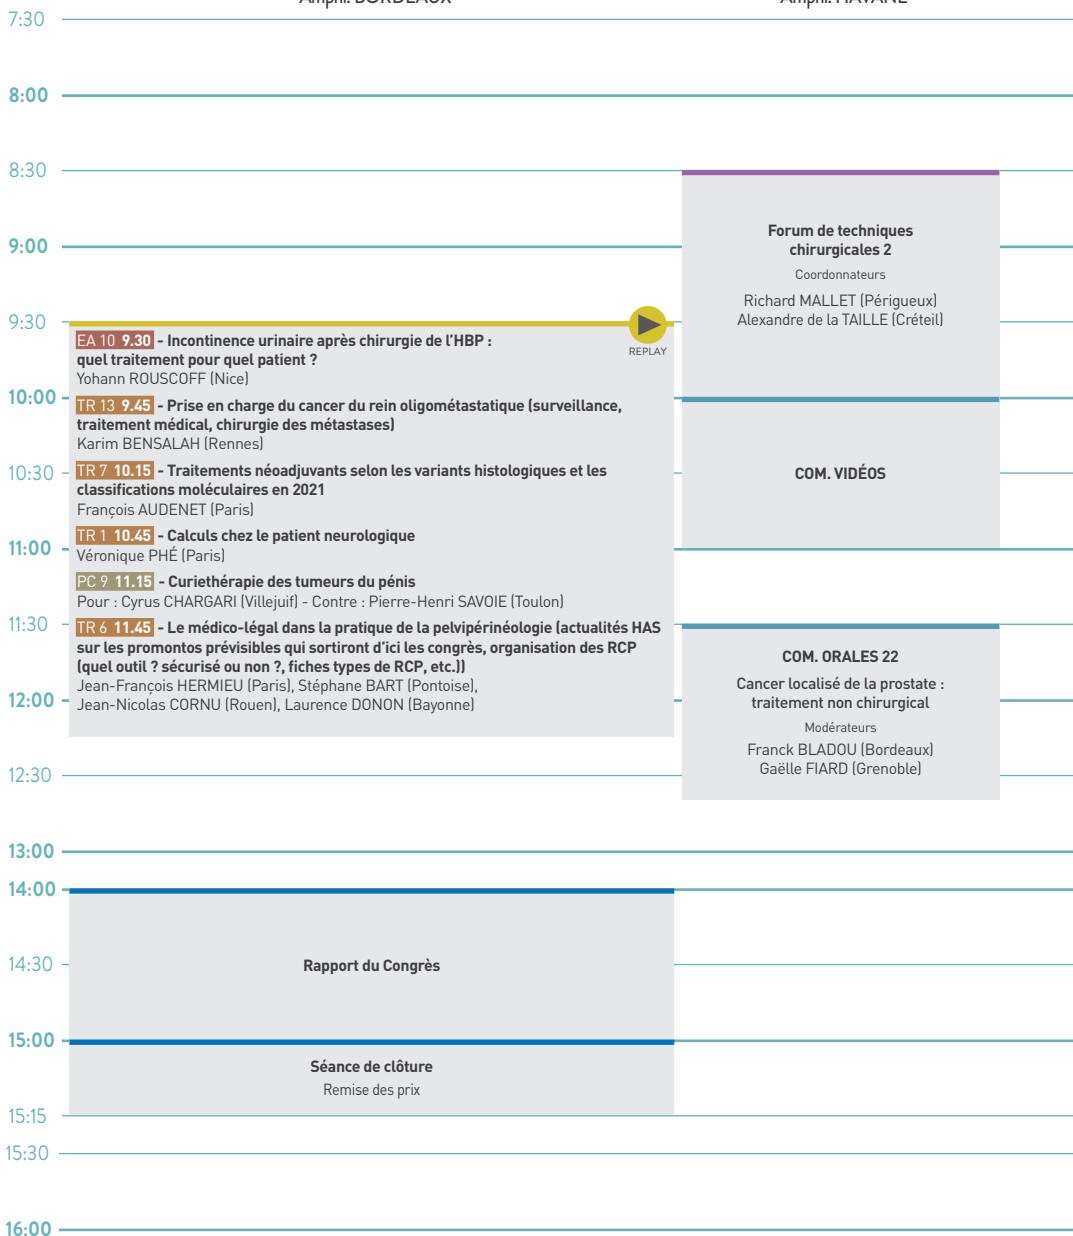 Amphi. BORDEAUX
Amphi. HAVANE
7:30
8:00
8:30
9:00
9:30
10:00
10:30
11:00
11:30
12:00
12:30
13:00
14:00
14:30
15:00
15:15
15:30
16:00
REPLAY
EA 10 9.30 - Incontinence urinaire après chirurgie de l’HBP :
quel traitement pour quel patient ?
Yohann ROUSCOFF (Nice)
TR 13 9.45 - Prise en charge du cancer du rein oligométastatique (surveillance,
traitement médical, chirurgie des métastases)
Karim BENSALAH (Rennes)
TR 7 10.15 - Traitements néoadjuvants selon les variants histologiques et les
classifications moléculaires en 2021
François AUDENET (Paris)
TR 1 10.45 - Calculs chez le patient neurologique
Véronique PHÉ (Paris)
PC 9 11.15 - Curiethérapie des tumeurs du pénis
Pour : Cyrus CHARGARI (Villejuif) - Contre : Pierre-Henri SAVOIE (Toulon)
TR 6 11.45 - Le médico-légal dans la pratique de la pelvipérinéologie (actualités HAS
sur les promontos prévisibles qui sortiront d’ici les congrès, organisation des RCP
(quel outil ? sécurisé ou non ?, fiches types de RCP, etc.))
Jean-François HERMIEU (Paris), Stéphane BART (Pontoise),
Jean-Nicolas CORNU (Rouen), Laurence DONON (Bayonne)
Rapport du Congrès
Séance de clôture
Remise des prix
Forum de techniques
chirurgicales 2
Coordonnateurs
Richard MALLET (Périgueux)
Alexandre de la TAILLE (Créteil)
COM. VIDÉOS
COM. ORALES 22
Cancer localisé de la prostate :
traitement non chirurgical
Modérateurs
Franck BLADOU (Bordeaux)
Gaëlle FIARD (Grenoble)